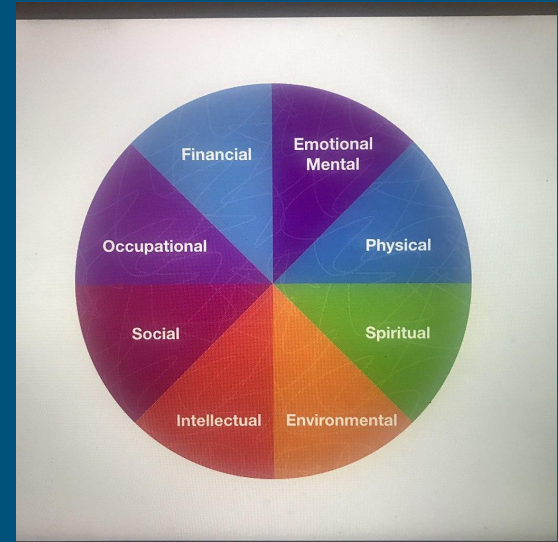 Financial
Emotional
Mental
Occupational
Physical
Social
Spiritual
Intellectual
Environmental